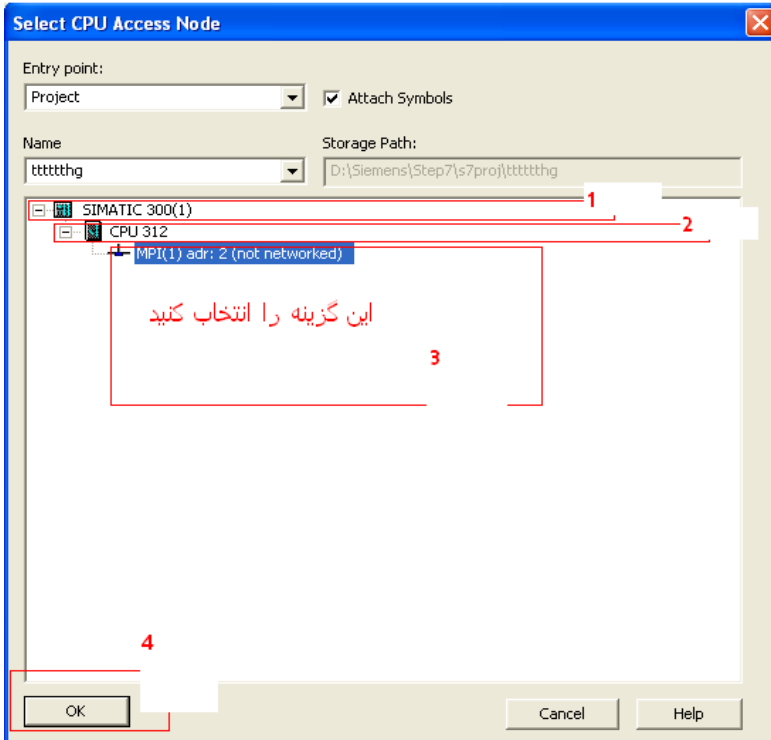 Select CPU Access Node
Entry point:
Project
Attach Symbols
Name
Storage Path:
tttttthg
D:\Siemens\Step7\s7proj\tttttthg
SIMATIC 300(1)
1
CPU 312
2
MPI(1) adr: 2 (not networked)
این گزینه را انتخاب کنید
3
4
OK
Cancel
Help